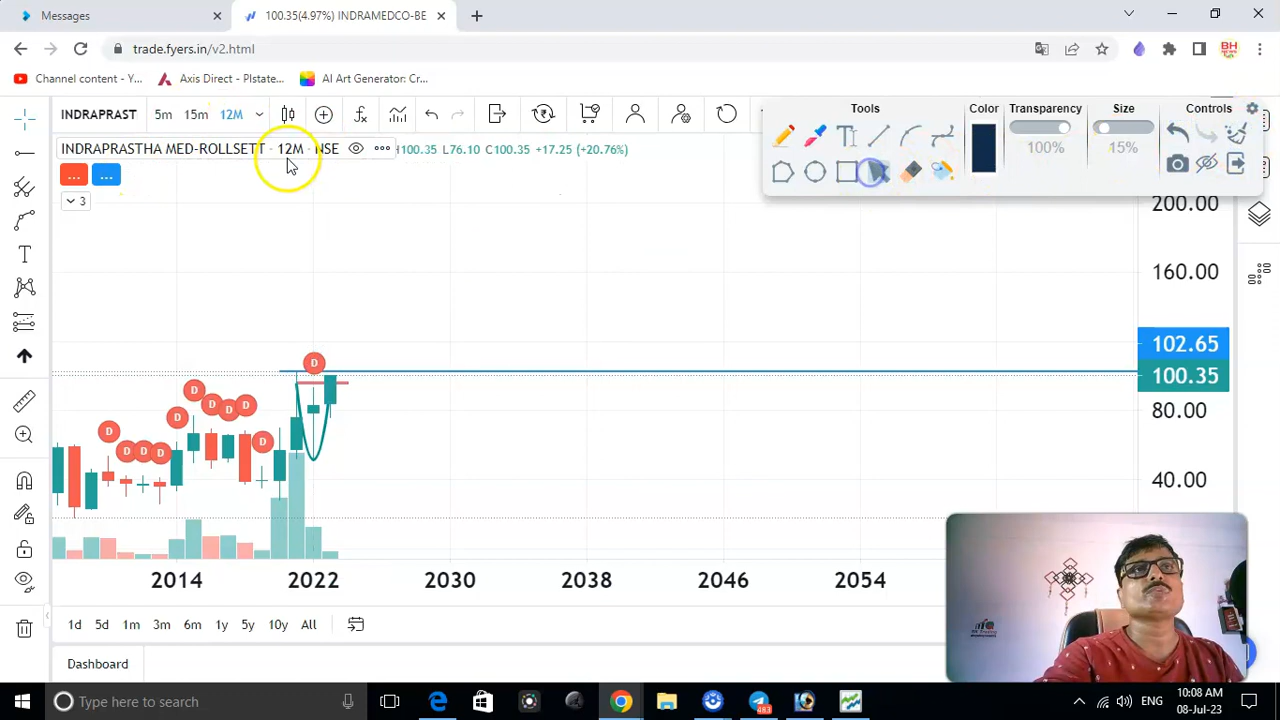 Messages
100.35(4.97%) INDRAMEDCO-BE
trade.fyers.in/v2.html
Channel content - Y...
Axis Direct - Plstate...
AI Art Generator: Cr...
INDRAPRAST
5m
15m
12M
INDRAPRASTHA MED-ROLLSETT · 12M · NSE
H100.35 L76.10 C100.35 +17.25 (+20.76%)
...
...
3
Tools
Color
Transparency
Size
Controls
100%
15%
200.00
160.00
102.65
100.35
80.00
40.00
D
D
D
D
D
D
D
D
D
D
D
2014
2022
2030
2038
2046
2054
1d
5d
1m
3m
6m
1y
5y
10y
All
Dashboard
Type here to search
483
ENG
10:08 AM
08-Jul-23